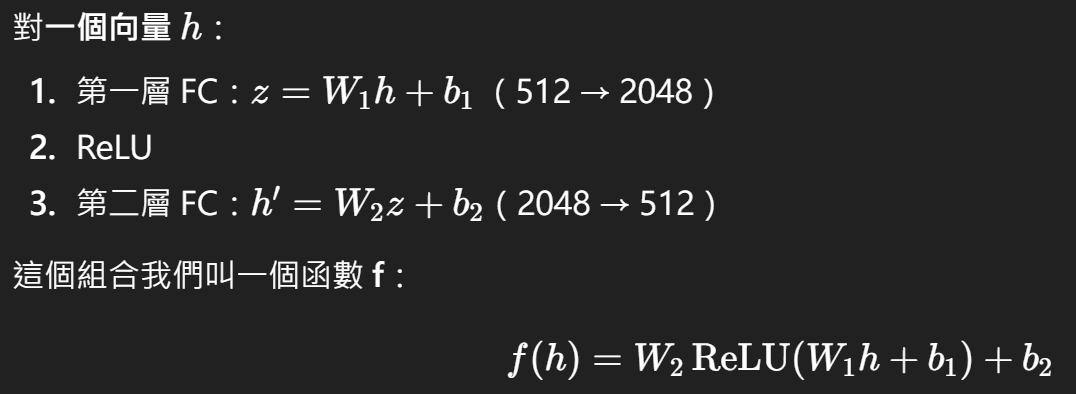 對一個向量 h：
1. 第一層 FC：z = W₁h + b₁（512 → 2048）
2. ReLU
3. 第二層 FC：h′ = W₂z + b₂（2048 → 512）
這個組合我們叫一個函數 f：
f(h) = W₂ ReLU(W₁h + b₁) + b₂